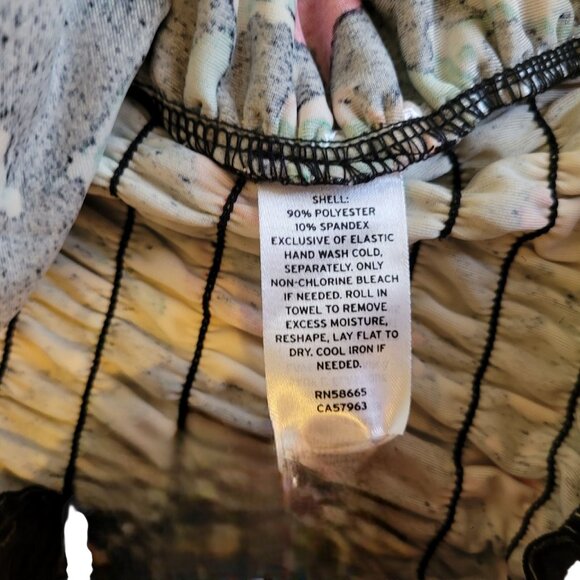 SHELL:
90% POLYESTER
10% SPANDEX
EXCLUSIVE OF ELASTIC
HAND WASH COLD,
SEPARATELY. ONLY
NON-CHLORINE BLEACH
IF NEEDED. ROLL IN
TOWEL TO REMOVE
EXCESS MOISTURE,
RESHAPE, LAY FLAT TO
DRY. COOL IRON IF
NEEDED.
RN58665
CA57963